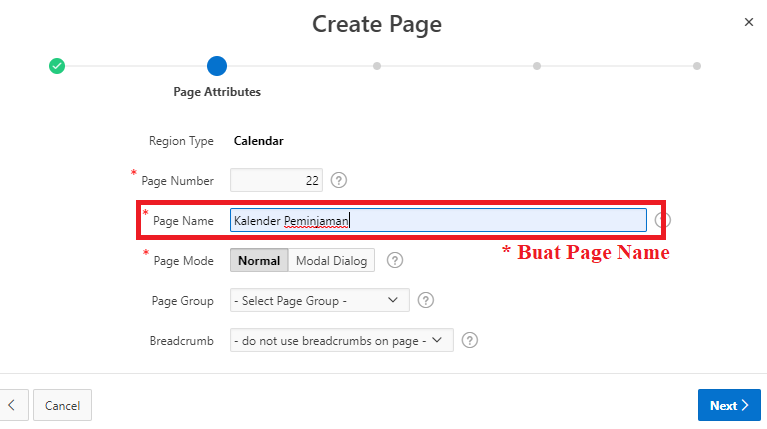 Create Page
Page Attributes
Region Type Calendar
* Page Number 22
* Page Name Kalender Peminjaman
* Page Mode Normal Modal Dialog
* Buat Page Name
Page Group - Select Page Group -
Breadcrumb - do not use breadcrumbs on page -
Cancel Next